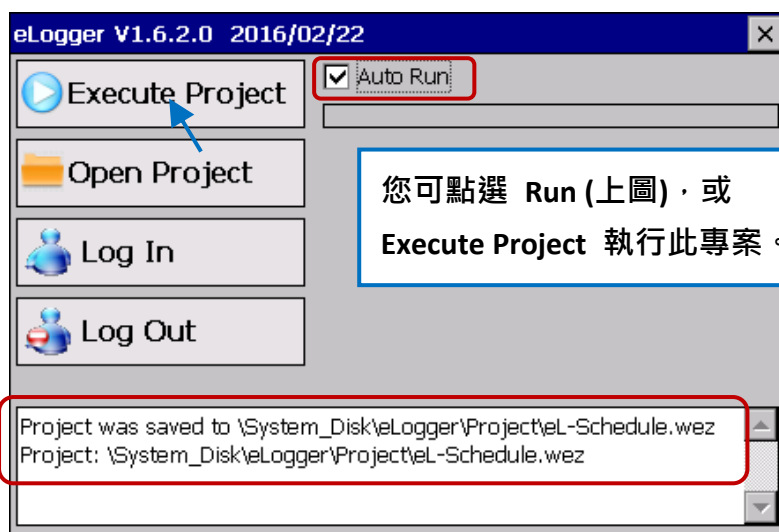 eLogger V1.6.2.0 2016/02/22
Execute Project
Auto Run
Open Project
您可點選 Run (上圖)，或
Execute Project 執行此專案。
Log In
Log Out
Project was saved to \System_Disk\eLogger\Project\eL-Schedule.wez
Project: \System_Disk\eLogger\Project\eL-Schedule.wez